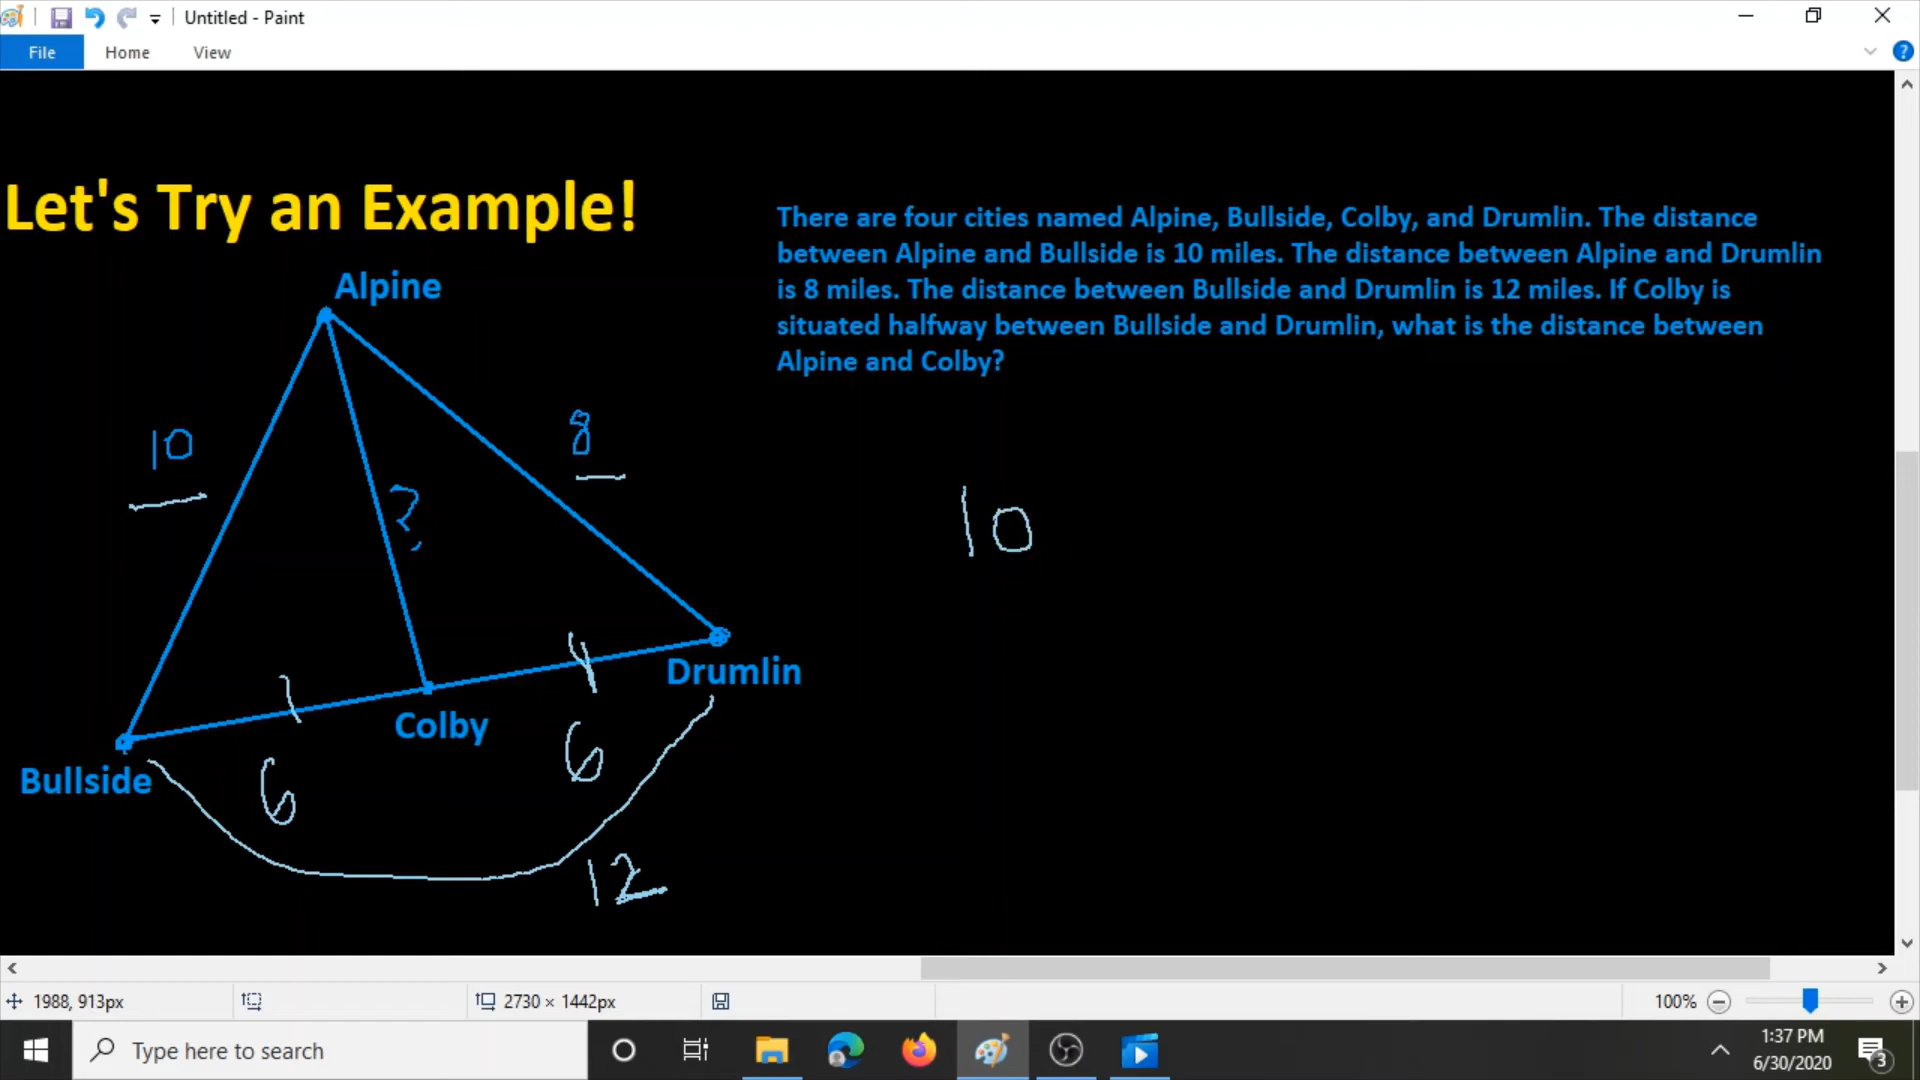 Untitled - Paint
File Home View
Let's Try an Example!
There are four cities named Alpine, Bullside, Colby, and Drumlin. The distance
between Alpine and Bullside is 10 miles. The distance between Alpine and Drumlin
is 8 miles. The distance between Bullside and Drumlin is 12 miles. If Colby is
situated halfway between Bullside and Drumlin, what is the distance between
Alpine and Colby?
Alpine
10
8
?
10
Drumlin
Colby
6
Bullside
6
12
1988, 913px
2730 × 1442px
100%
Type here to search
1:37 PM
6/30/2020
3